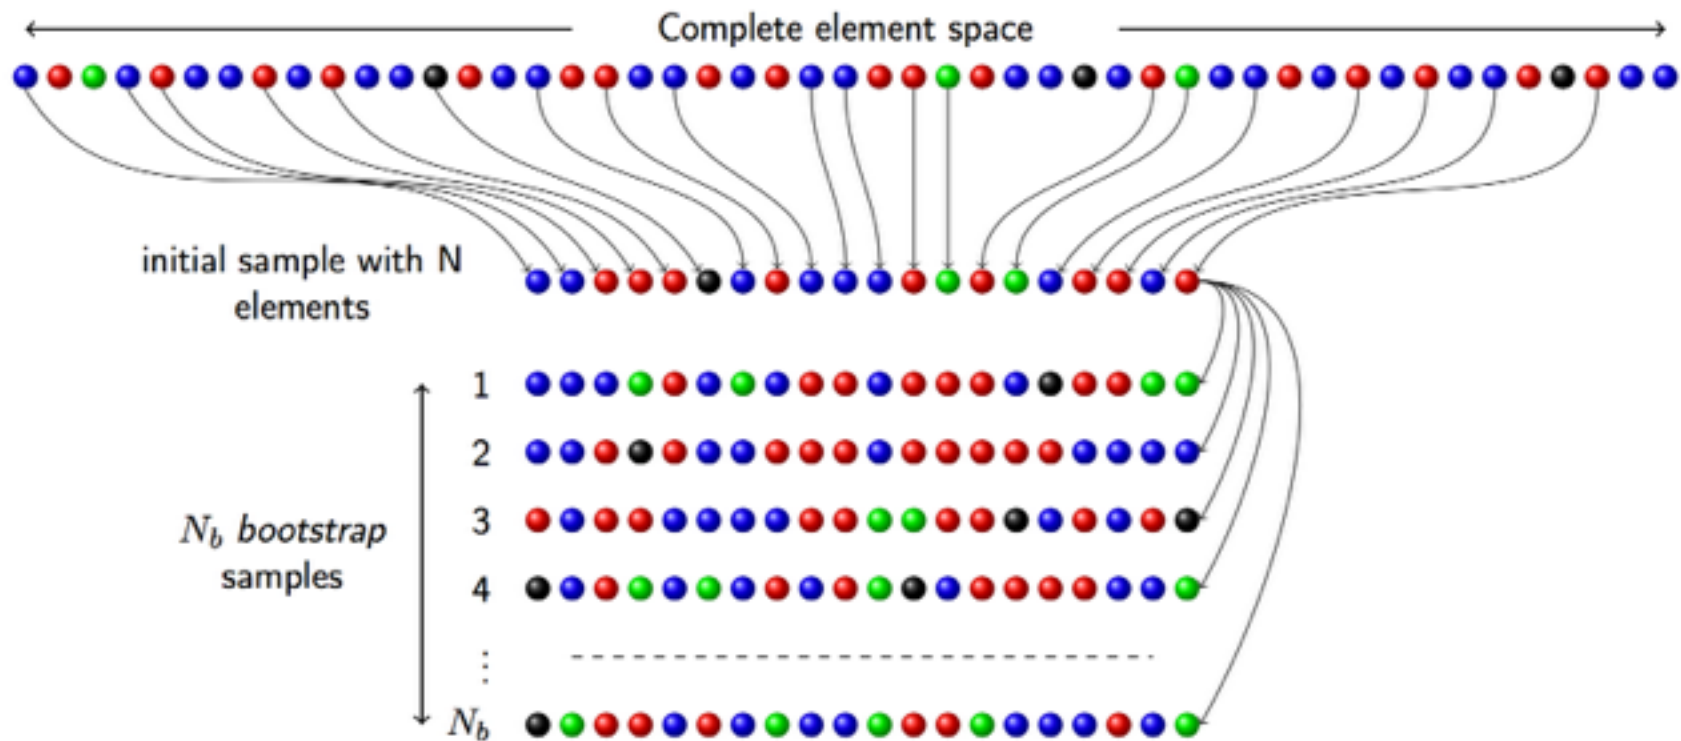 Complete element space
initial sample with N
elements
1
2
N_b bootstrap
samples
3
4
⋮
N_b